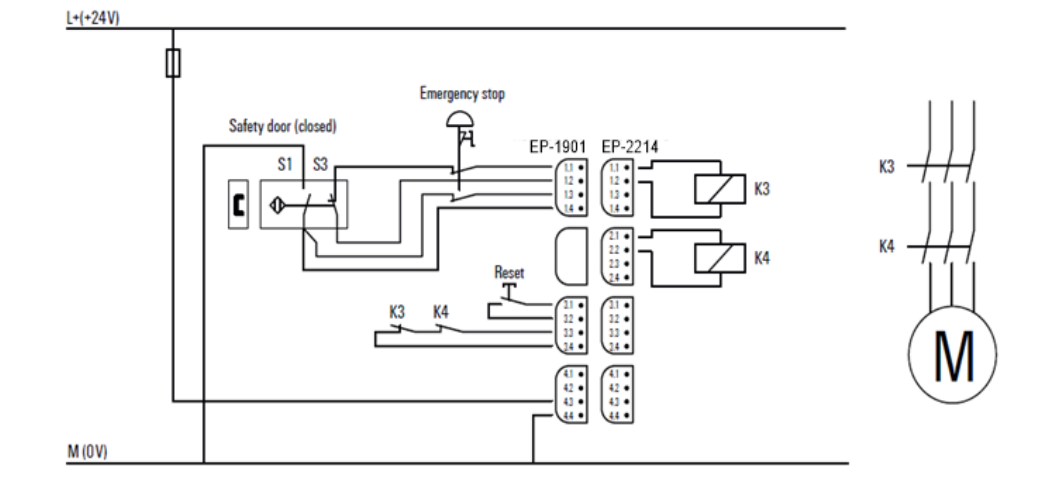 L+(+24V)
Emergency stop
Safety door (closed)
EP-1901 EP-2214
S1 S3
1.1 1.1
1.2 1.2
1.3 1.3
1.4 1.4
K3
K3
2.1
2.2
2.3
2.4
K4
K4
Reset
K3 K4
3.1 3.1
3.2 3.2
3.3 3.3
3.4 3.4
M
4.1 4.1
4.2 4.2
4.3 4.3
4.4 4.4
M (0V)